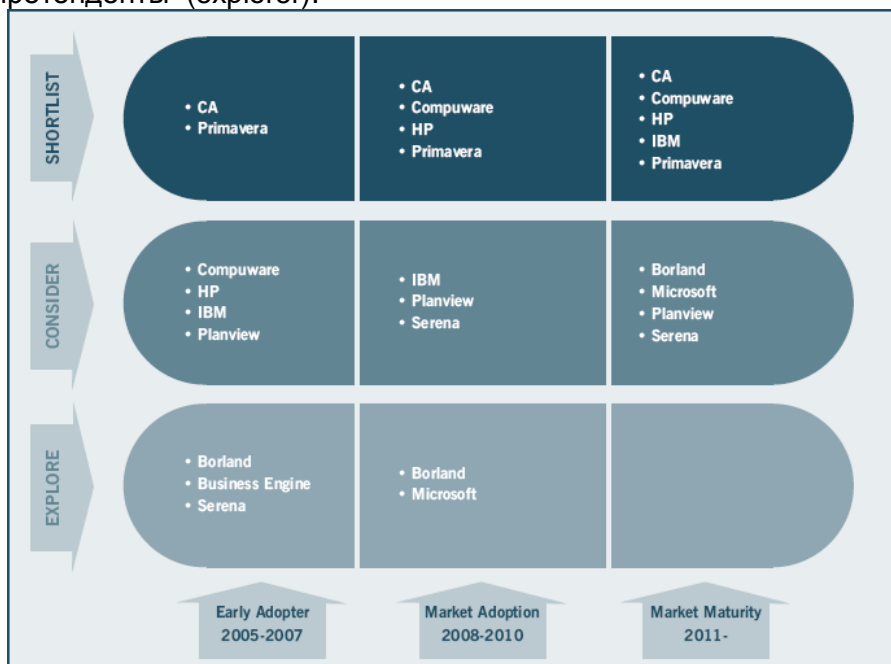 претенденты" (explorer).
SHORTLIST
• CA
• Primavera
• CA
• Compuware
• HP
• Primavera
• CA
• Compuware
• HP
• IBM
• Primavera
CONSIDER
• Compuware
• HP
• IBM
• Planview
• IBM
• Planview
• Serena
• Borland
• Microsoft
• Planview
• Serena
EXPLORE
• Borland
• Business Engine
• Serena
• Borland
• Microsoft
Early Adopter
2005-2007
Market Adoption
2008-2010
Market Maturity
2011-